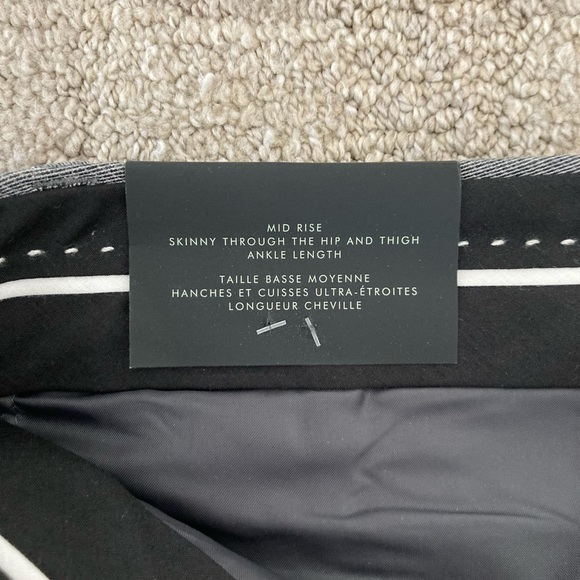 MID RISE
SKINNY THROUGH THE HIP AND THIGH
ANKLE LENGTH
TAILLE BASSE MOYENNE
HANCHES ET CUISSES ULTRA-ÉTROITES
LONGUEUR CHEVILLE